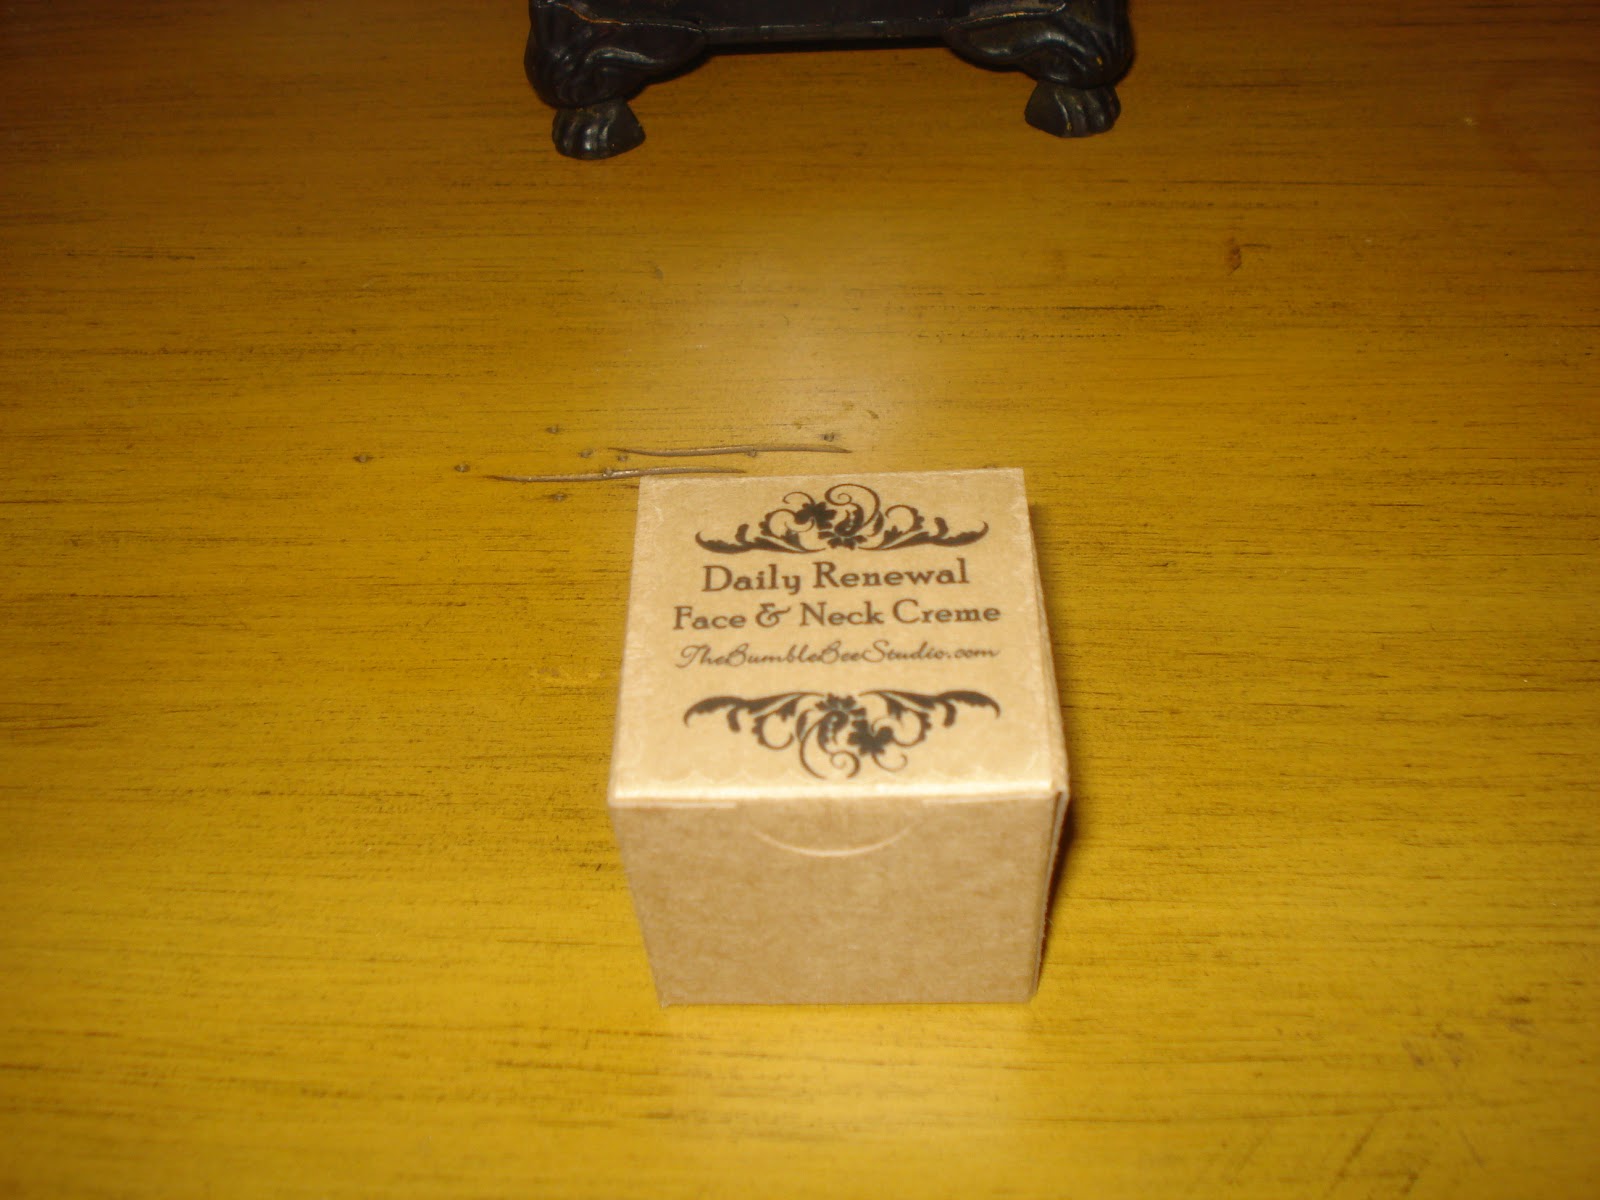 Daily Renewal
Face & Neck Creme
TheBumbleBeeStudio.com